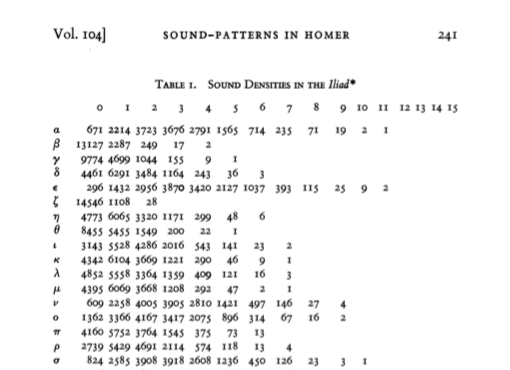 Vol. 104] SOUND-PATTERNS IN HOMER 241
TABLE 1. SOUND DENSITIES IN THE Iliad*
0 1 2 3 4 5 6 7 8 9 10 11 12 13 14 15
α 671 2214 3723 3676 2791 1565 714 235 71 19 2 1
β 13127 2287 249 17 2
γ 9774 4699 1044 155 9 1
δ 4461 6291 3484 1164 243 36 3
ε 296 1432 2956 3870 3420 2127 1037 393 115 25 9 2
ζ 14546 1108 28
η 4773 6065 3320 1171 299 48 6
θ 8455 5455 1549 200 22 1
ι 3143 5528 4286 2016 543 141 23 2
κ 4342 6104 3669 1221 290 46 9 1
λ 4852 5558 3364 1359 409 121 16 3
μ 4395 6069 3668 1208 292 47 2 1
ν 609 2258 4005 3905 2810 1421 497 146 27 4
ο 1362 3366 4167 3417 2075 896 314 67 16 2
π 4160 5752 3764 1545 375 73 13
ρ 2739 5429 4691 2114 574 118 13 4
σ 824 2585 3908 3918 2608 1236 450 126 23 3 1